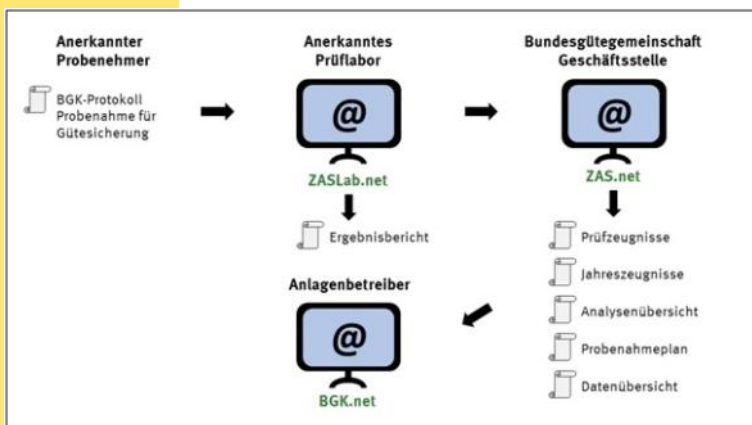 Anerkannter
Probenehmer
BGK-Protokoll
Probenahme für
Gütesicherung
Anerkanntes
Prüflabor
@
ZASLab.net
Ergebnisbericht
Bundesgütegemeinschaft
Geschäftsstelle
@
ZAS.net
Prüfzeugnisse
Jahreszeugnisse
Analysenübersicht
Probenahmeplan
Datenübersicht
Anlagenbetreiber
@
BGK.net